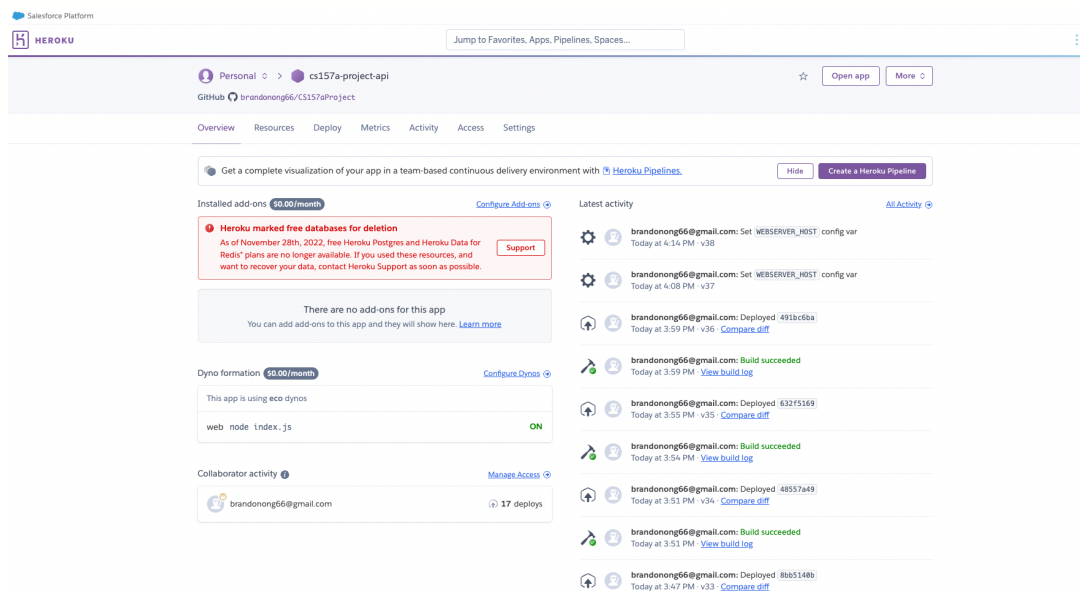 Salesforce Platform
HEROKU
Jump to Favorites, Apps, Pipelines, Spaces...
Personal > cs157a-project-api
Open app
More
GitHub brandonong66/CS157aProject
Overview Resources Deploy Metrics Activity Access Settings
Get a complete visualization of your app in a team-based continuous delivery environment with Heroku Pipelines.
Hide
Create a Heroku Pipeline
Installed add-ons $0.00/month
Configure Add-ons
Heroku marked free databases for deletion
As of November 28th, 2022, free Heroku Postgres and Heroku Data for
Redis* plans are no longer available. If you used these resources, and
want to recover your data, contact Heroku Support as soon as possible.
Support
There are no add-ons for this app
You can add add-ons to this app and they will show here. Learn more
Dyno formation $0.00/month
Configure Dynos
This app is using eco dynos
web node index.js
ON
Collaborator activity
Manage Access
brandonong66@gmail.com
17 deploys
Latest activity
All Activity
brandonong66@gmail.com: Set WEBSERVER_HOST config var
Today at 4:14 PM · v38
brandonong66@gmail.com: Set WEBSERVER_HOST config var
Today at 4:08 PM · v37
brandonong66@gmail.com: Deployed 491bc6ba
Today at 3:59 PM · v36 · Compare diff
brandonong66@gmail.com: Build succeeded
Today at 3:59 PM · View build log
brandonong66@gmail.com: Deployed 632f5169
Today at 3:55 PM · v35 · Compare diff
brandonong66@gmail.com: Build succeeded
Today at 3:54 PM · View build log
brandonong66@gmail.com: Deployed 48557a49
Today at 3:51 PM · v34 · Compare diff
brandonong66@gmail.com: Build succeeded
Today at 3:51 PM · View build log
brandonong66@gmail.com: Deployed 8bb5140b
Today at 3:47 PM · v33 · Compare diff